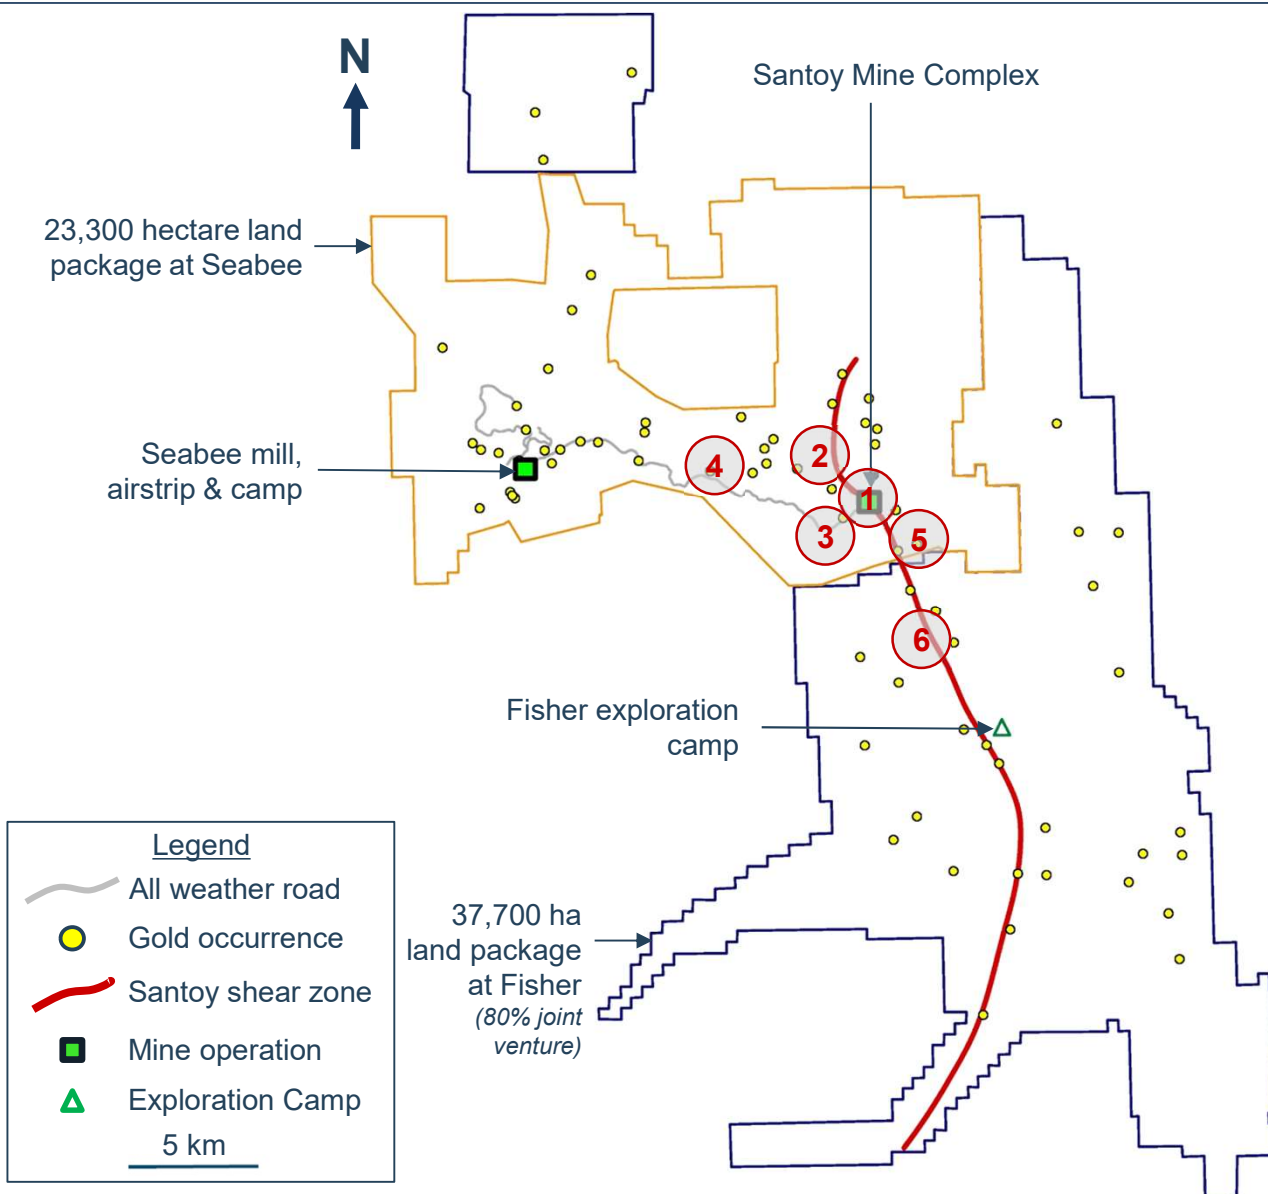 N
Santoy Mine Complex
23,300 hectare land
package at Seabee
Seabee mill,
airstrip & camp
4
2
1
3
5
6
Fisher exploration
camp
37,700 ha
land package
at Fisher
(80% joint
venture)
Legend
All weather road
Gold occurrence
Santoy shear zone
Mine operation
Exploration Camp
5 km